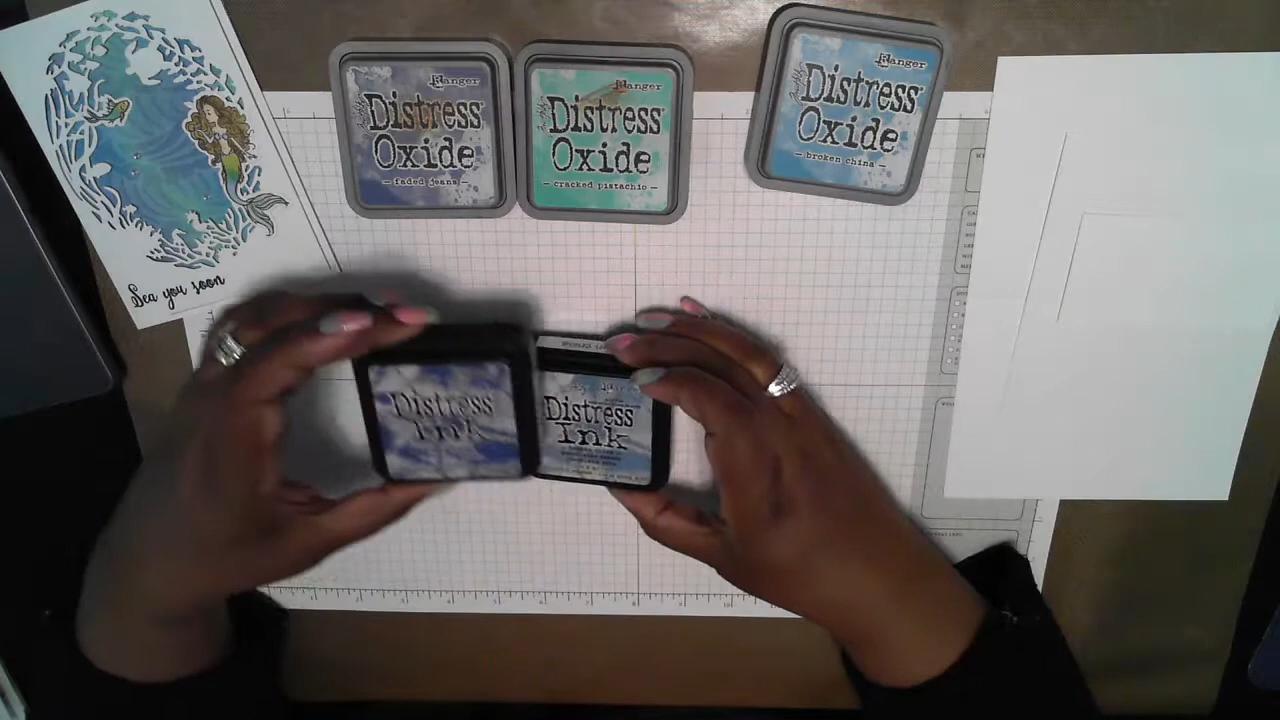 Ranger
Distress
Oxide
— faded jeans —
Ranger
Distress
Oxide
— cracked pistachio —
Ranger
Distress
Oxide
— broken china —
Sea you soon
Distress
Ink
Distress
Ink